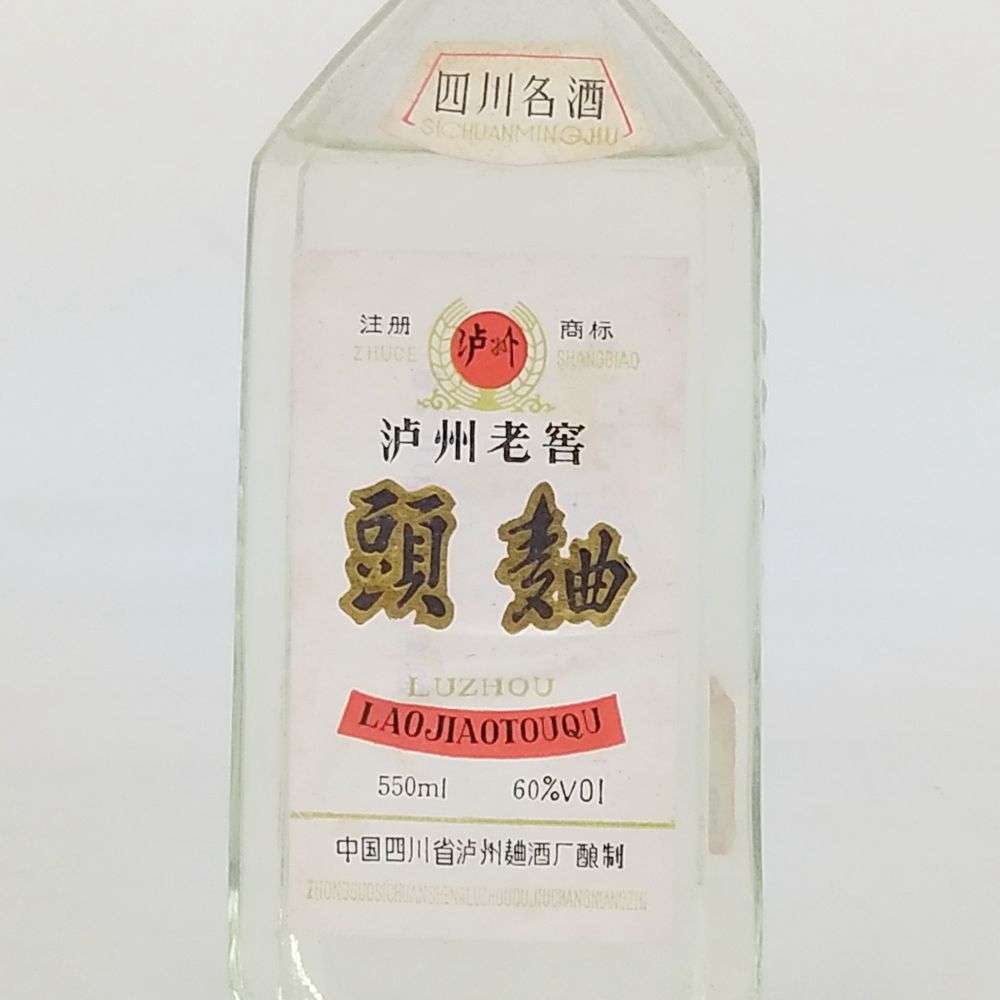 四川名酒
SICHUANMINGJIU
注册 泸州 商标
ZHUCE SHANGBIAO
泸州老窖
頭麯
LUZHOU
LAOJIAOTOUQU
550ml 60%VOl
中国四川省泸州麯酒厂酿制